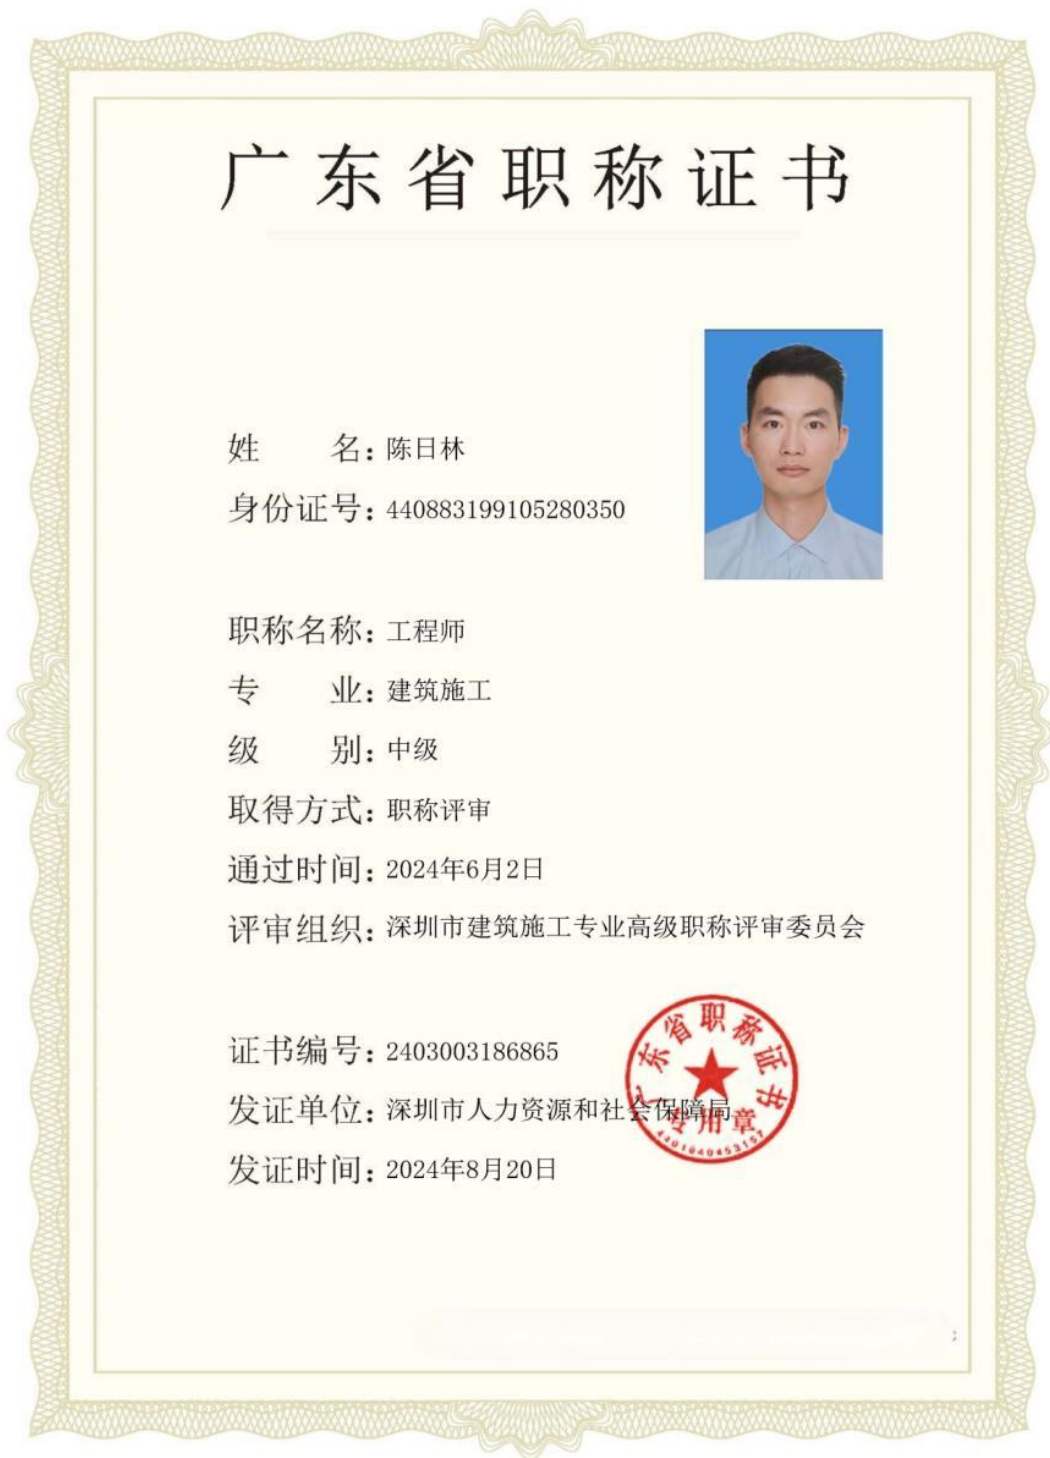 广东省职称证书
姓 名：陈日林
身份证号：440883199105280350
职称名称：工程师
专 业：建筑施工
级 别：中级
取得方式：职称评审
通过时间：2024年6月2日
评审组织：深圳市建筑施工专业高级职称评审委员会
证书编号：2403003186865
发证单位：深圳市人力资源和社会保障局
发证时间：2024年8月20日
广东省职称证书
专用章
4401040453157